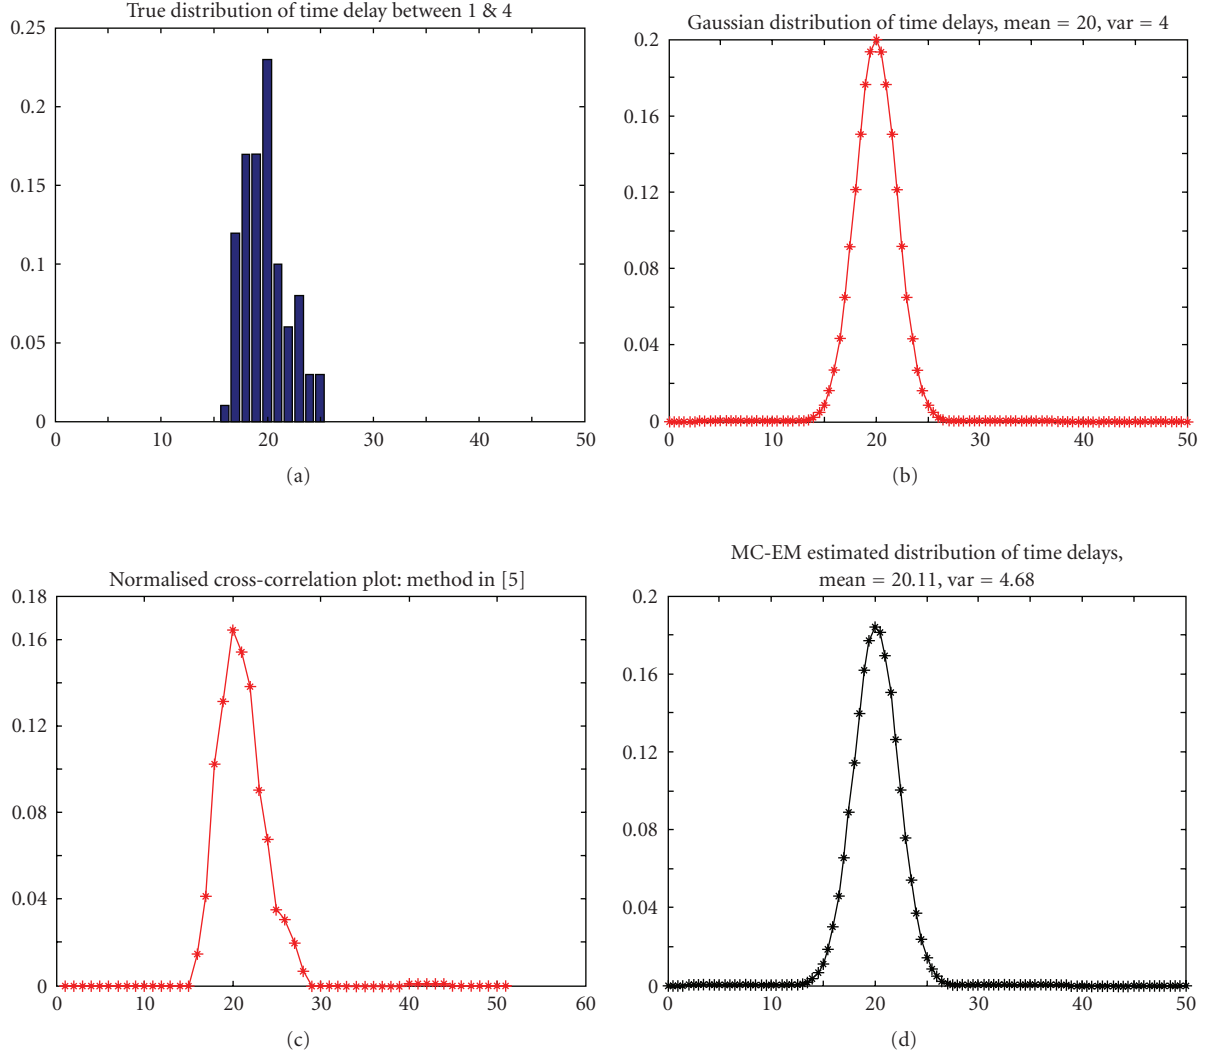 True distribution of time delay between 1 & 4
0.25
0.2
0.15
0.1
0.05
0
0 10 20 30 40 50
(a)
Gaussian distribution of time delays, mean = 20, var = 4
0.2
0.16
0.12
0.08
0.04
0
0 10 20 30 40 50
(b)
Normalised cross-correlation plot: method in [5]
0.18
0.16
0.12
0.08
0.04
0
0 10 20 30 40 50 60
(c)
MC-EM estimated distribution of time delays,
mean = 20.11, var = 4.68
0.2
0.16
0.12
0.08
0.04
0
0 10 20 30 40 50
(d)